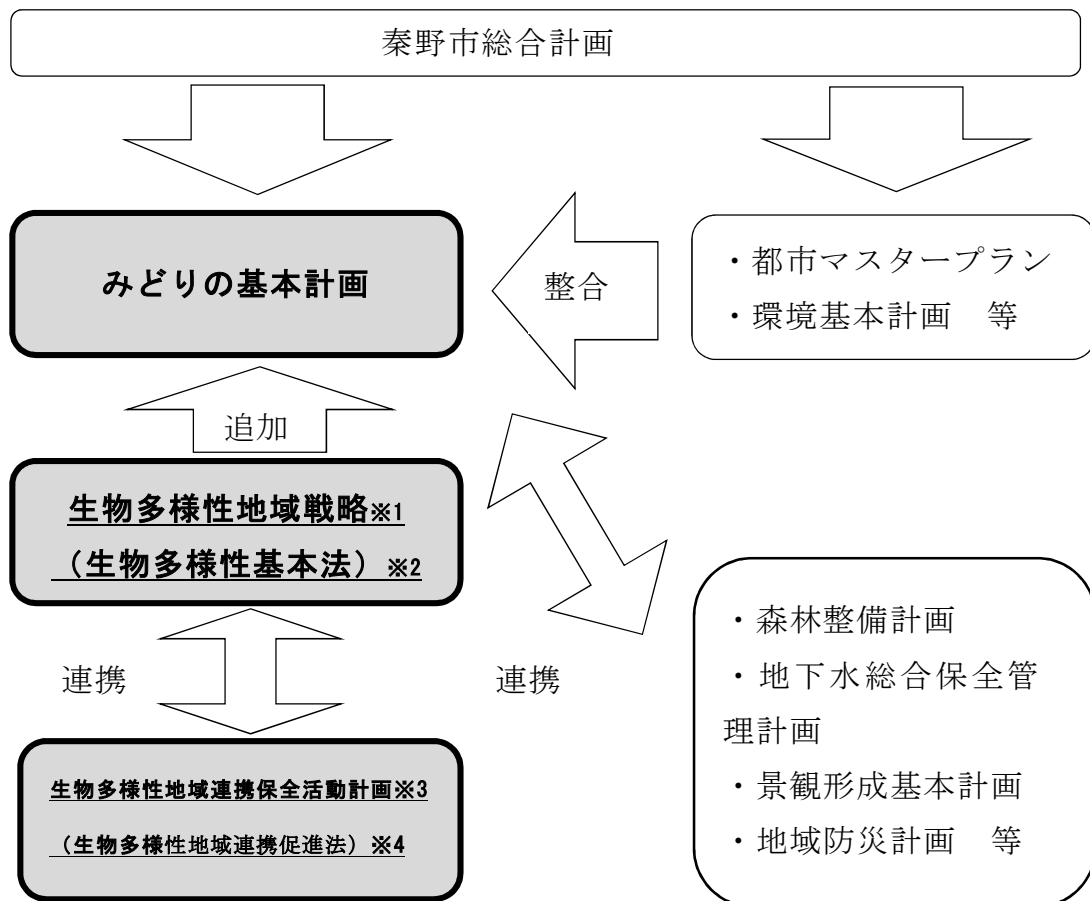 秦野市総合計画
みどりの基本計画
整合
・都市マスタープラン
・環境基本計画　等
追加
生物多様性地域戦略※1
（生物多様性基本法）※2
連携
連携
生物多様性地域連携保全活動計画※3
（生物多様性地域連携促進法）※4
・森林整備計画
・地下水総合保全管
理計画
・景観形成基本計画
・地域防災計画　等